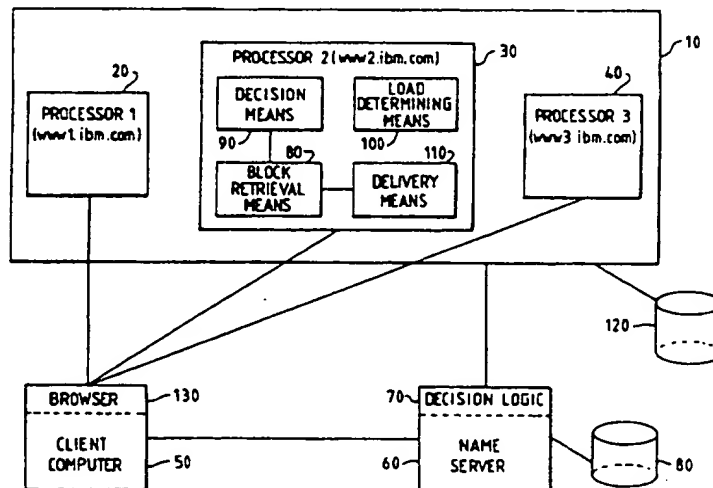 10
20
PROCESSOR 1
(www1.ibm.com)
PROCESSOR 2 (www2.ibm.com)
30
DECISION
MEANS
90
LOAD
DETERMINING
MEANS
100
80
BLOCK
RETRIEVAL
MEANS
110
DELIVERY
MEANS
40
PROCESSOR 3
(www3.ibm.com)
120
BROWSER
130
CLIENT
COMPUTER
50
70
DECISION LOGIC
60
NAME
SERVER
80